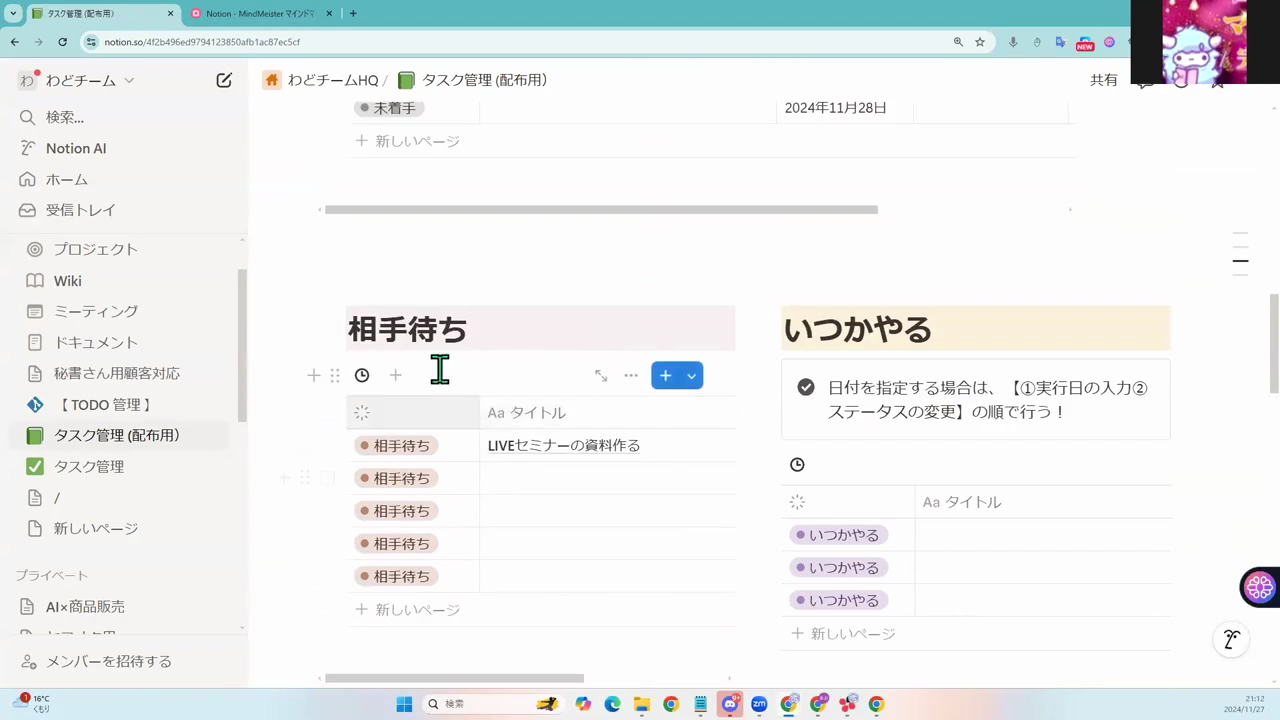 タスク管理 (配布用)
Notion - MindMeister マインドマ
notion.so/4f2b496ed9794123850afb1ac87ec5cf
NEW
わ わどチーム
検索...
Notion AI
ホーム
受信トレイ
プロジェクト
Wiki
ミーティング
ドキュメント
秘書さん用顧客対応
【 TODO 管理 】
タスク管理 (配布用)
タスク管理
/
新しいページ
プライベート
AI×商品販売
メンバーを招待する
わどチームHQ / タスク管理 (配布用)
共有
未着手
2024年11月28日
新しいページ
相手待ち
Aa タイトル
相手待ち LIVEセミナーの資料作る
相手待ち
相手待ち
相手待ち
相手待ち
新しいページ
いつかやる
日付を指定する場合は、【①実行日の入力②
ステータスの変更】の順で行う！
Aa タイトル
いつかやる
いつかやる
いつかやる
新しいページ
1
16°C
くもり
検索
21:12
2024/11/27